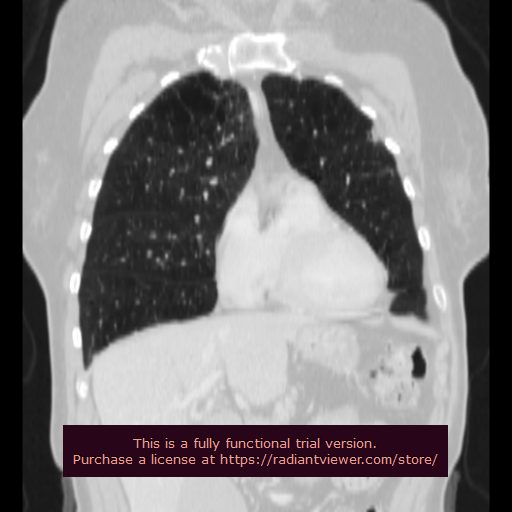 This is a fully functional trial version.
Purchase a license at https://radiantviewer.com/store/